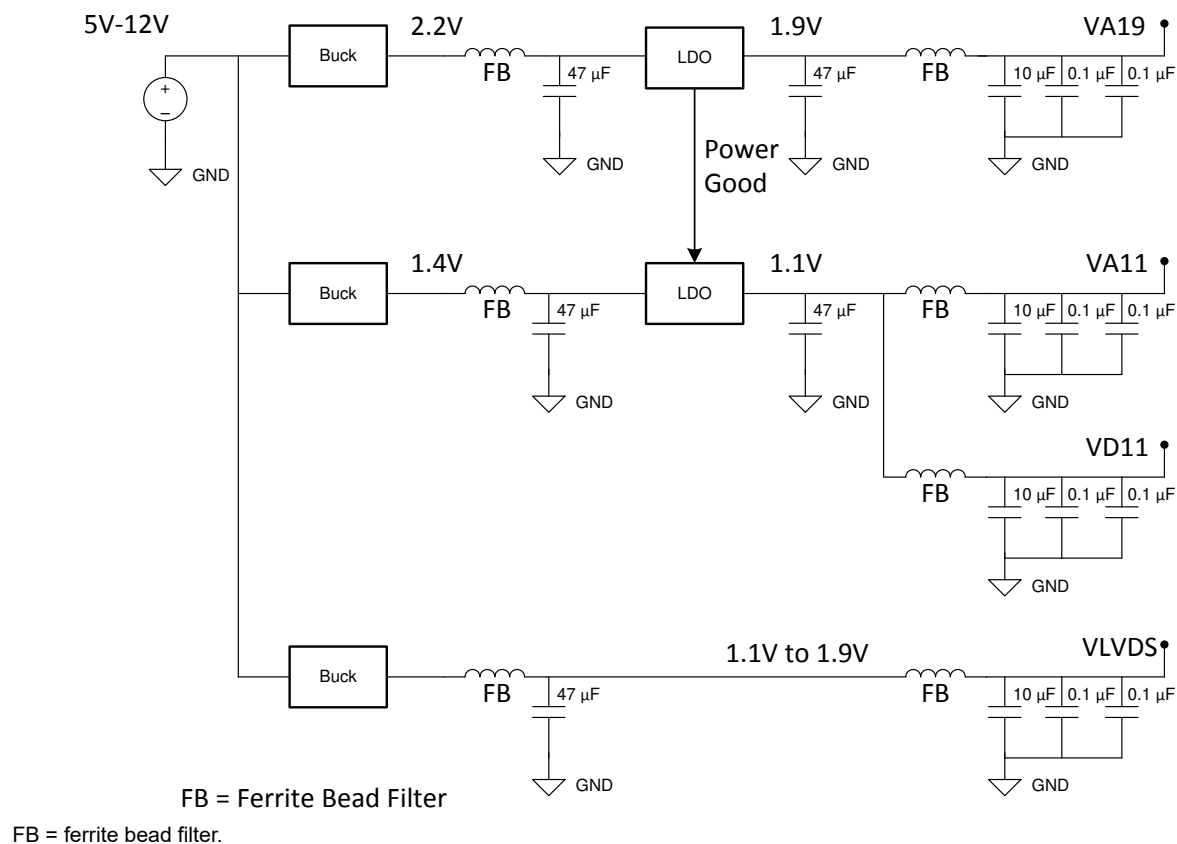 5V-12V
2.2V
1.9V
VA19
Buck
LDO
FB
47 µF
47 µF
FB
10 µF
0.1 µF
0.1 µF
+
−
GND
GND
Power
Good
GND
GND
1.4V
1.1V
VA11
Buck
LDO
FB
47 µF
47 µF
FB
10 µF
0.1 µF
0.1 µF
GND
GND
GND
VD11
FB
10 µF
0.1 µF
0.1 µF
GND
1.1V to 1.9V
VLVDS
Buck
FB
47 µF
FB
10 µF
0.1 µF
0.1 µF
GND
GND
FB = Ferrite Bead Filter
FB = ferrite bead filter.